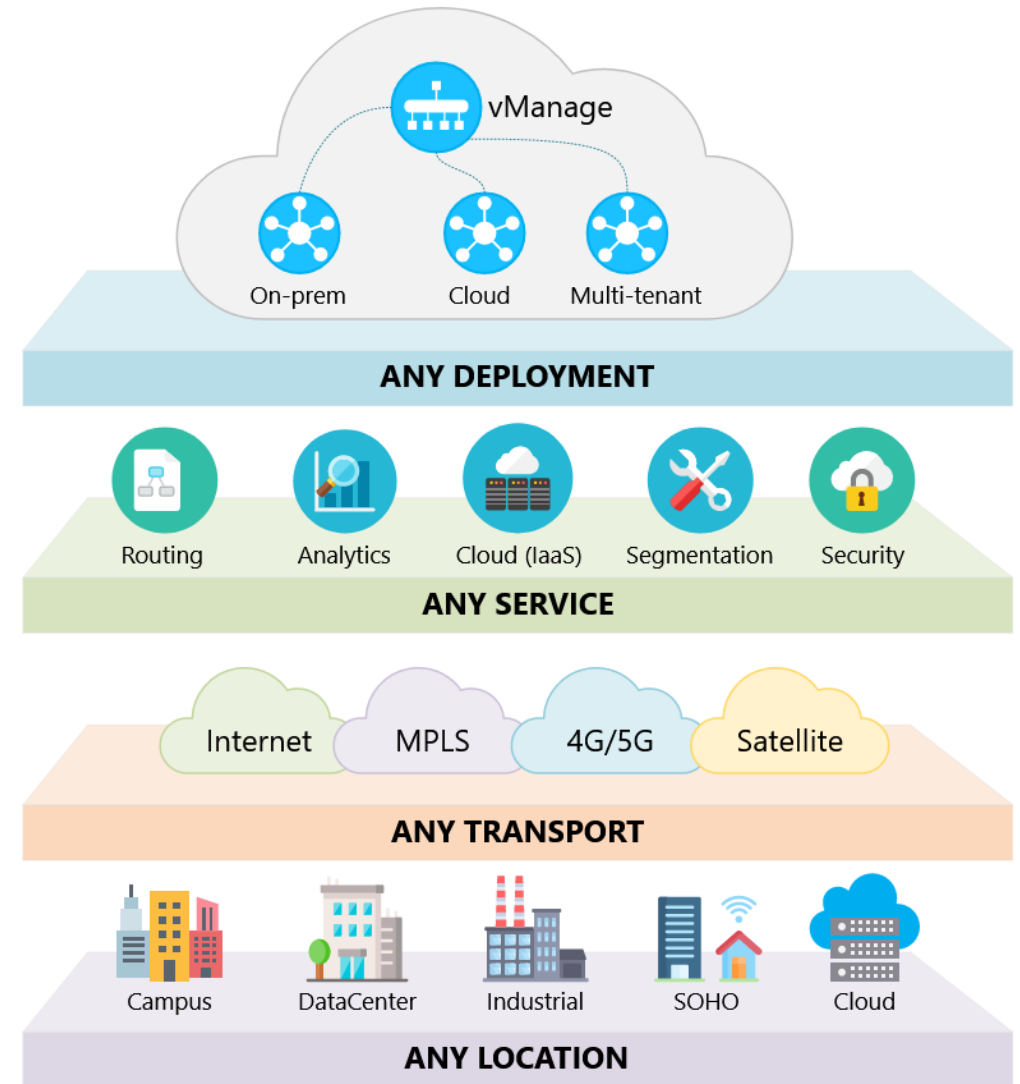 vManage
On-prem
Cloud
Multi-tenant
ANY DEPLOYMENT
Routing
Analytics
Cloud (IaaS)
Segmentation
Security
ANY SERVICE
Internet
MPLS
4G/5G
Satellite
ANY TRANSPORT
Campus
DataCenter
Industrial
SOHO
Cloud
ANY LOCATION